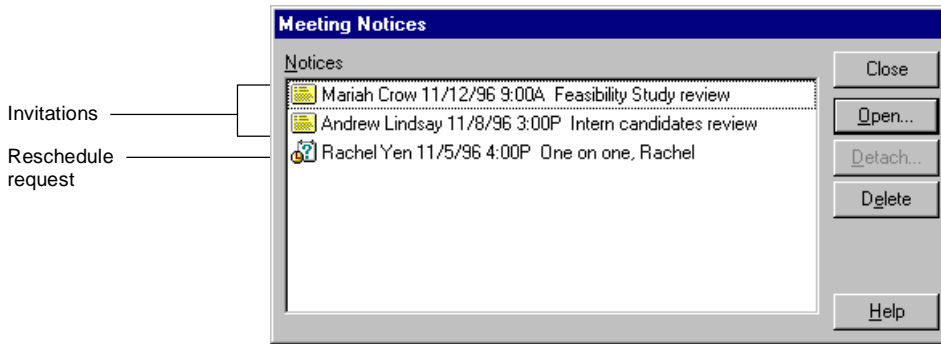 Meeting Notices
Notices
Close
Mariah Crow 11/12/96 9:00A  Feasibility Study review
Invitations
Open...
Andrew Lindsay 11/8/96 3:00P  Intern candidates review
Reschedule
request
Rachel Yen 11/5/96 4:00P  One on one, Rachel
Detach...
Delete
Help